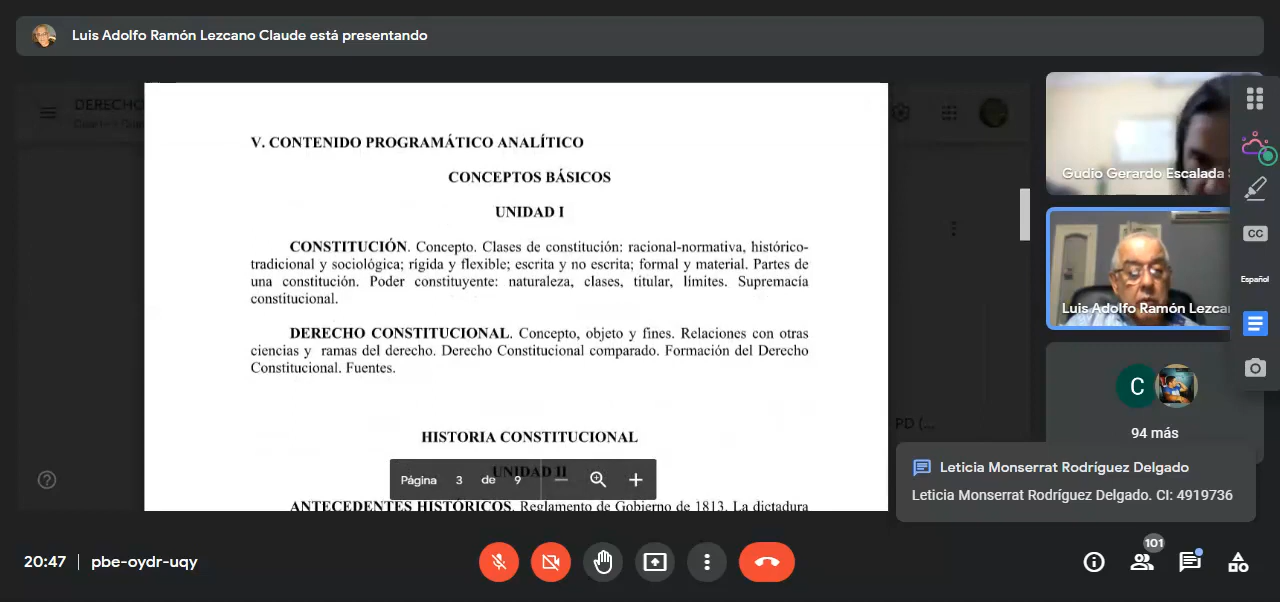 Luis Adolfo Ramón Lezcano Claude está presentando
DERECHO
V. CONTENIDO PROGRAMÁTICO ANALÍTICO
CONCEPTOS BÁSICOS
UNIDAD I
CONSTITUCIÓN. Concepto. Clases de constitución: racional-normativa, histórico-
tradicional y sociológica; rígida y flexible; escrita y no escrita; formal y material. Partes de
una constitución. Poder constituyente: naturaleza, clases, titular, límites. Supremacía
constitucional.
DERECHO CONSTITUCIONAL. Concepto, objeto y fines. Relaciones con otras
ciencias y ramas del derecho. Derecho Constitucional comparado. Formación del Derecho
Constitucional. Fuentes.
HISTORIA CONSTITUCIONAL
UNIDAD II
Página 3 de 9
ANTECEDENTES HISTÓRICOS. Reglamento de Gobierno de 1813. La dictadura
PD (...
Gudio Gerardo Escalada
Luis Adolfo Ramón Lezca
CC
Español
C
94 más
Leticia Monserrat Rodríguez Delgado
Leticia Monserrat Rodríguez Delgado. CI: 4919736
20:47 | pbe-oydr-uqy
101